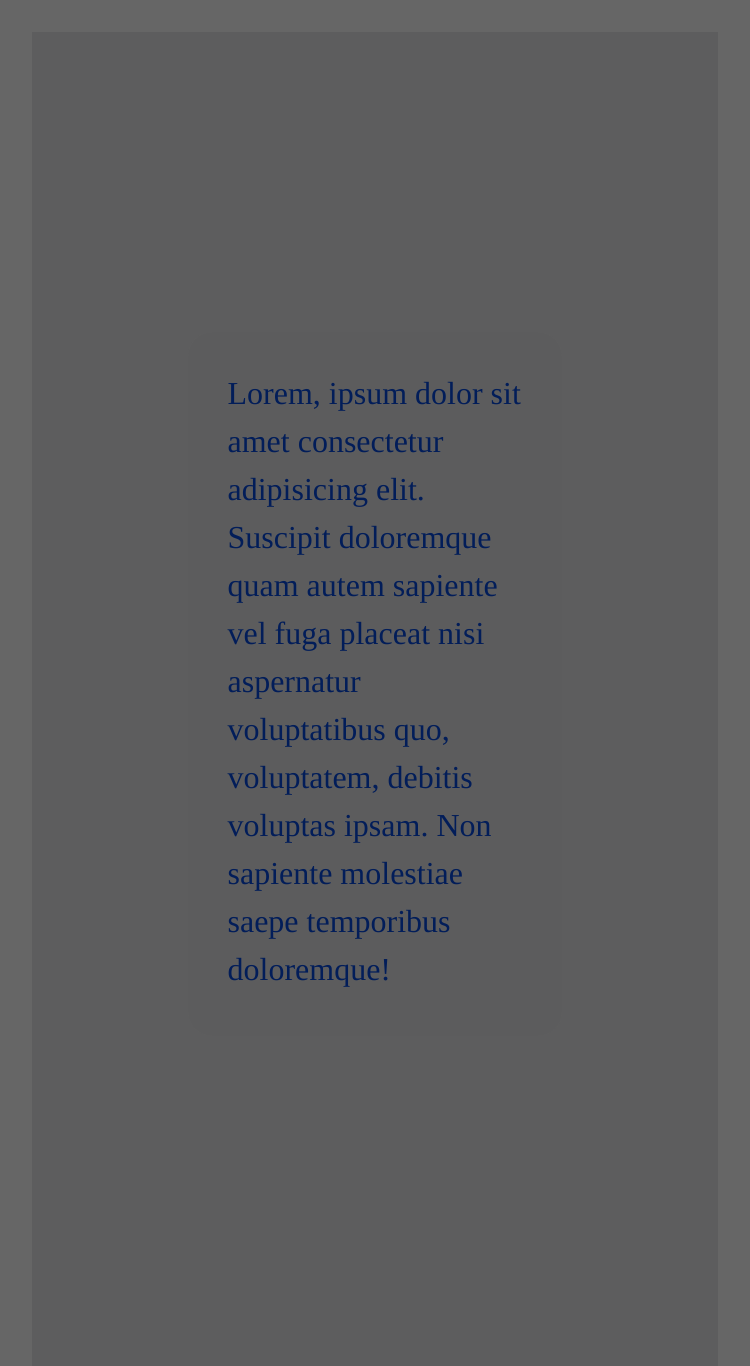 Lorem, ipsum dolor sit
amet consectetur
adipisicing elit.
Suscipit doloremque
quam autem sapiente
vel fuga placeat nisi
aspernatur
voluptatibus quo,
voluptatem, debitis
voluptas ipsam. Non
sapiente molestiae
saepe temporibus
doloremque!